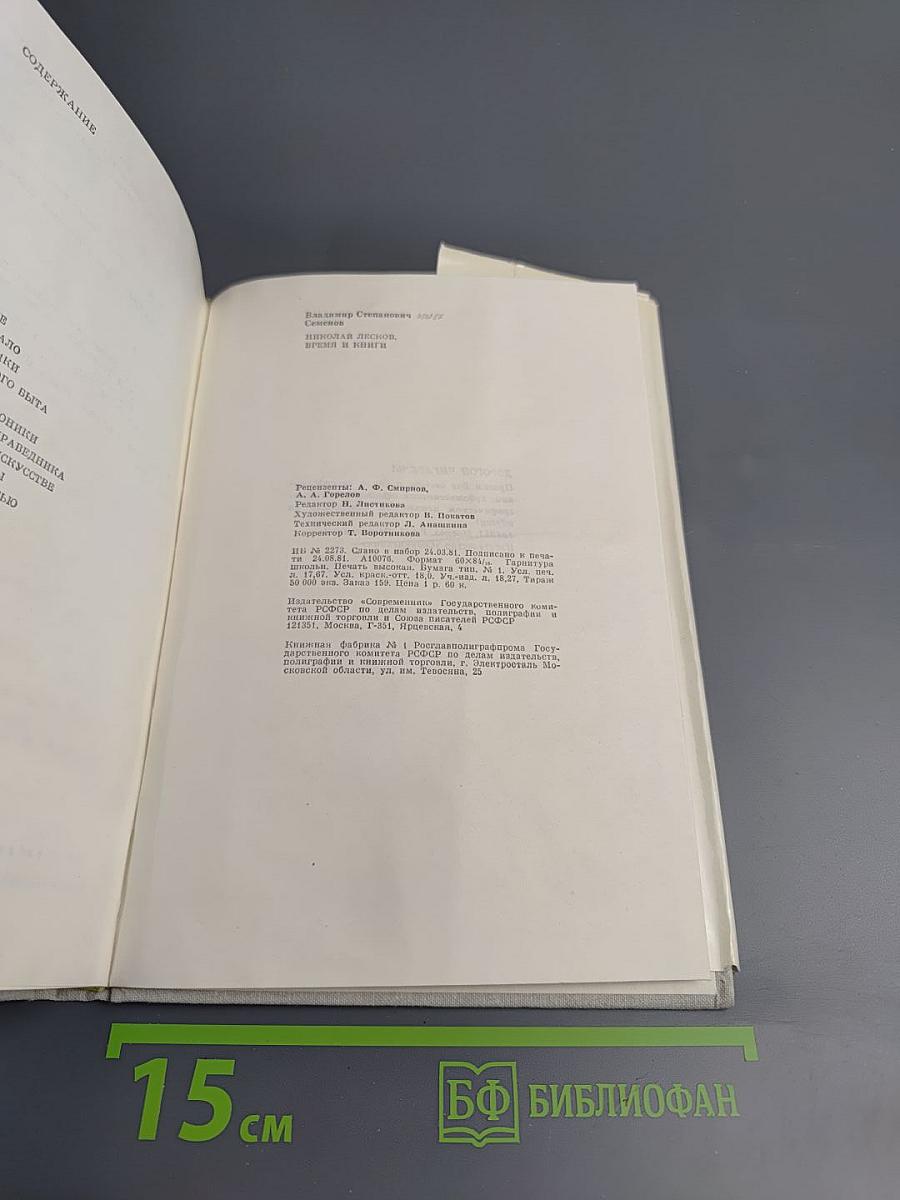 СОДЕРЖАНИЕ
ОГО БЫТА
ОНИКИ
РАВЕДНИКА
СКУССТВЕ
Владимир Степанович
Семенов
НИКОЛАЙ ЛЕСКОВ.
ВРЕМЯ И КНИГИ
Рецензенты: А. Ф. Смирнов,
А. А. Горелов
Редактор Н. Листикова
Художественный редактор В. Покатов
Технический редактор Л. Анашкина
Корректор Т. Воротникова
ИБ № 2273. Сдано в набор 24.03.81. Подписано к печа-
ти 24.08.81. А10076. Формат 60×84/16. Гарнитура
школьн. Печать высокая. Бумага тип. № 1. Усл. печ.
л. 17,67. Усл. краск.-отт. 18,0. Уч.-изд. л. 18,27. Тираж
50 000 экз. Заказ 159. Цена 1 р. 60 к.
Издательство «Современник» Государственного коми-
тета РСФСР по делам издательств, полиграфии и
книжной торговли и Союза писателей РСФСР
121351, Москва, Г-351, Ярцевская, 4
Книжная фабрика № 1 Росглавполиграфпрома Госу-
дарственного комитета РСФСР по делам издательств,
полиграфии и книжной торговли, г. Электросталь Мо-
сковской области, ул. им. Тевосяна, 25
15 см
БФ БИБЛИОФАН